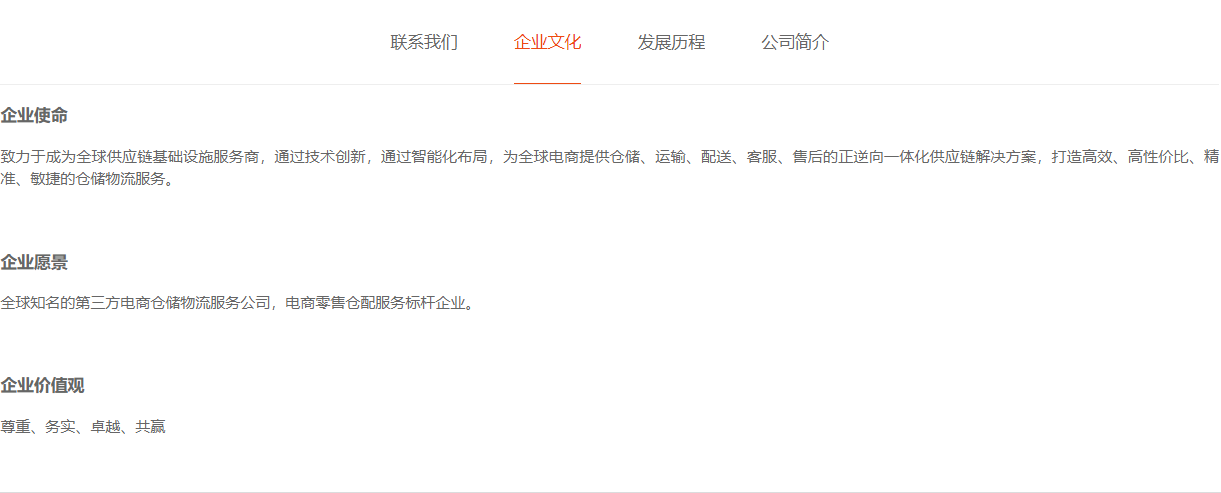 联系我们 企业文化 发展历程 公司简介
企业使命
致力于成为全球供应链基础设施服务商，通过技术创新，通过智能化布局，为全球电商提供仓储、运输、配送、客服、售后的正逆向一体化供应链解决方案，打造高效、高性价比、精
准、敏捷的仓储物流服务。
企业愿景
全球知名的第三方电商仓储物流服务公司，电商零售仓配服务标杆企业。
企业价值观
尊重、务实、卓越、共赢